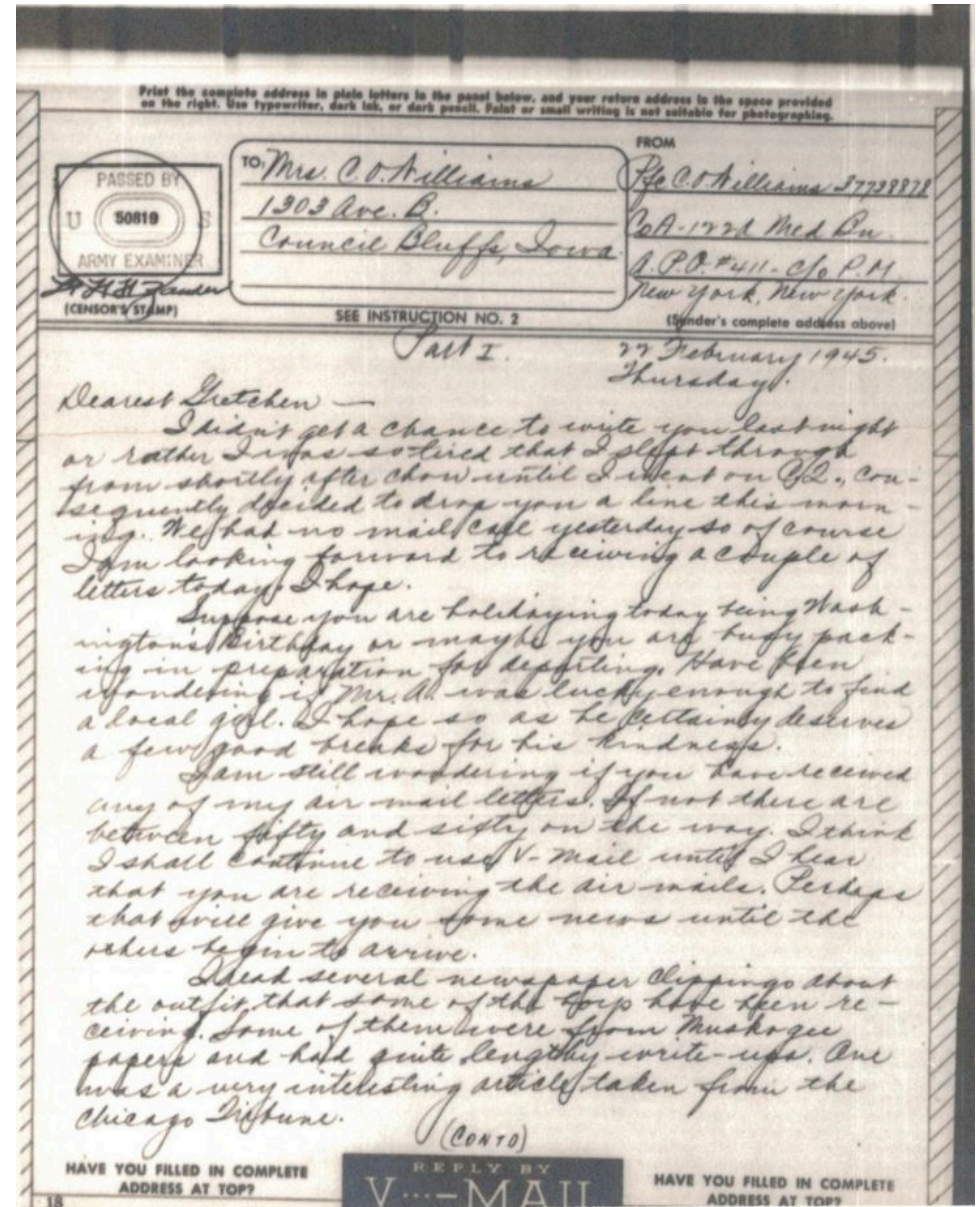 Print the complete address in plain letters in the panel below, and your return address in the space provided
on the right. Use typewriter, dark ink, or dark pencil. Faint or small writing is not suitable for photographing.
PASSED BY
U 50819 S
ARMY EXAMINER
(CENSOR'S STAMP)
TO: Mrs. C. O. Williams
1303 Ave. B.
Council Bluffs, Iowa
SEE INSTRUCTION NO. 2
FROM
Pfc C. O. Williams 37738878
Co A - 122d Med Bn
A.P.O. #411 - c/o P.M.
New York, New York.
(Sender's complete address above)
Part I.
22 February 1945.
Thursday.
Dearest Gretchen —
I didn't get a chance to write you last night
or rather I was so tired that I slept through
from shortly after chow until I went on C.Q., con-
sequently decided to drop you a line this morn-
ing. We had no mail call yesterday so of course
I am looking forward to receiving a couple of
letters today, I hope.
Suppose you are holidaying today being Wash-
ington's Birthday or maybe you are busy pack-
ing in preparation for departing. Have been
wondering if Mr. A. was lucky enough to find
a local girl. I hope so as he certainly deserves
a few good breaks for his kindness.
I am still wondering if you have received
any of my air mail letters. If not there are
between fifty and sixty on the way. I think
I shall continue to use V-mail until I hear
that you are receiving the air mails. Perhaps
that will give you some news until the
others begin to arrive.
I read several newspaper clippings about
the outfit that some of the boys have been re-
ceiving. Some of them were from Muskogee
papers and had quite lengthy write-ups. One
was a very interesting article taken from the
Chicago Tribune.
(CONTD)
HAVE YOU FILLED IN COMPLETE
ADDRESS AT TOP?
REPLY BY
V···—MAIL
HAVE YOU FILLED IN COMPLETE
ADDRESS AT TOP?
18